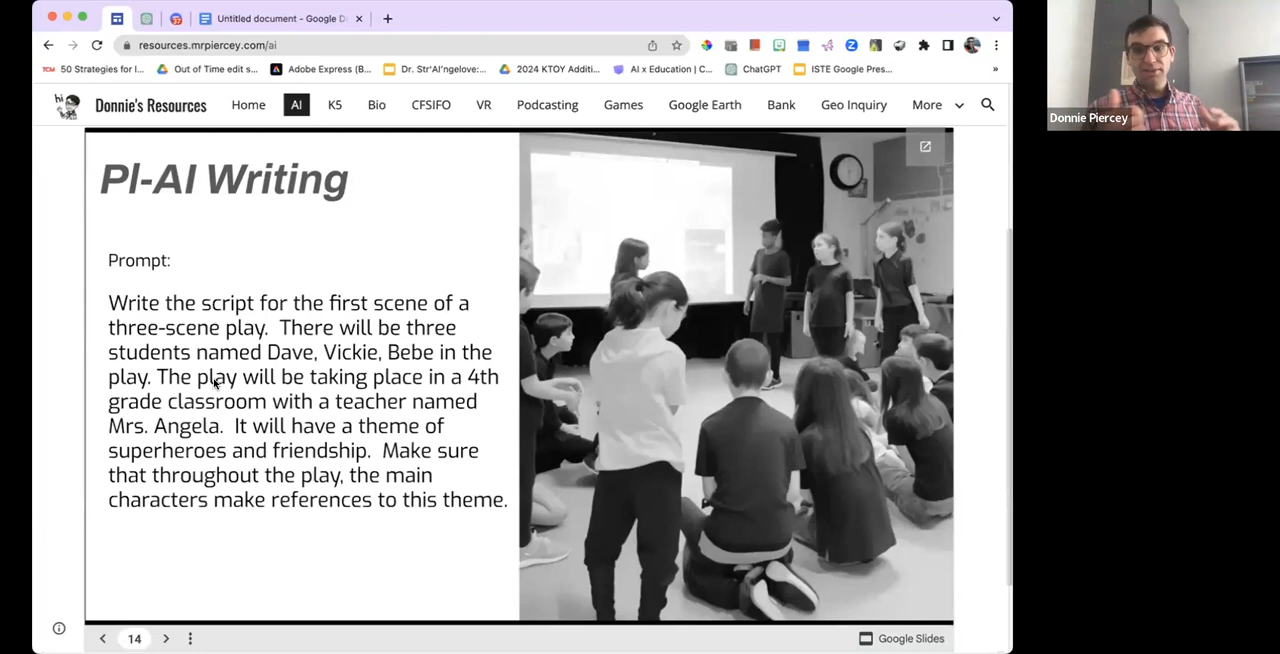 Untitled document - Google D
resources.mrpiercey.com/ai
TCM 50 Strategies for I... Out of Time edit s... Adobe Express (B... Dr. Str'AI'ngelove:... 2024 KTOY Additi... AI x Education | C... ChatGPT ISTE Google Pres... »
hi Donnie's Resources Home AI K5 Bio CFSIFO VR Podcasting Games Google Earth Bank Geo Inquiry More
Donnie Piercey
Pl-AI Writing
Prompt:
Write the script for the first scene of a
three-scene play. There will be three
students named Dave, Vickie, Bebe in the
play. The play will be taking place in a 4th
grade classroom with a teacher named
Mrs. Angela. It will have a theme of
superheroes and friendship. Make sure
that throughout the play, the main
characters make references to this theme.
14
Google Slides